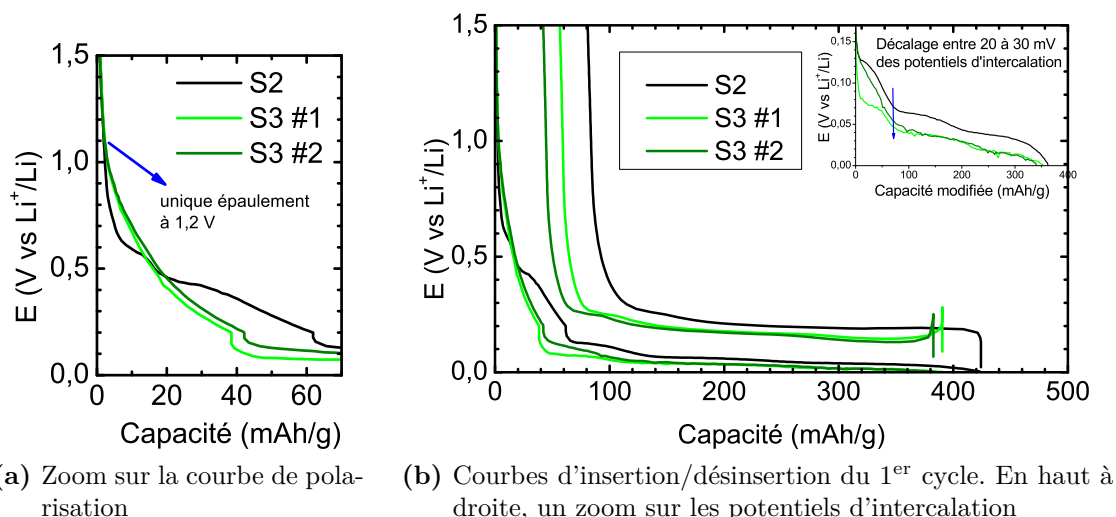 1,5
1,0
0,5
0,0
E (V vs Li⁺/Li)
S2
S3 #1
S3 #2
unique épaulement
à 1,2 V
0 20 40 60
Capacité (mAh/g)
(a) Zoom sur la courbe de pola-
risation
1,5
1,0
0,5
0,0
E (V vs Li⁺/Li)
S2
S3 #1
S3 #2
0,15
0,10
0,05
0,00
E (V vs Li⁺/Li)
Décalage entre 20 à 30 mV
des potentiels d'intercalation
0 100 200 300 400
Capacité modifiée (mAh/g)
0 100 200 300 400 500
Capacité (mAh/g)
(b) Courbes d'insertion/désinsertion du 1er cycle. En haut à
droite, un zoom sur les potentiels d'intercalation